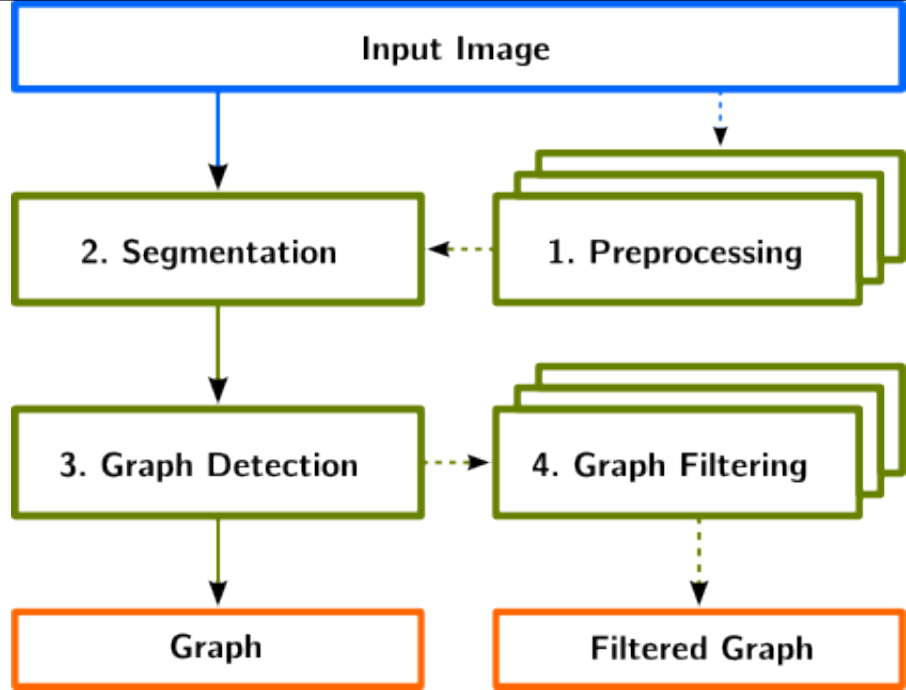 Input Image
2. Segmentation
1. Preprocessing
3. Graph Detection
4. Graph Filtering
Graph
Filtered Graph